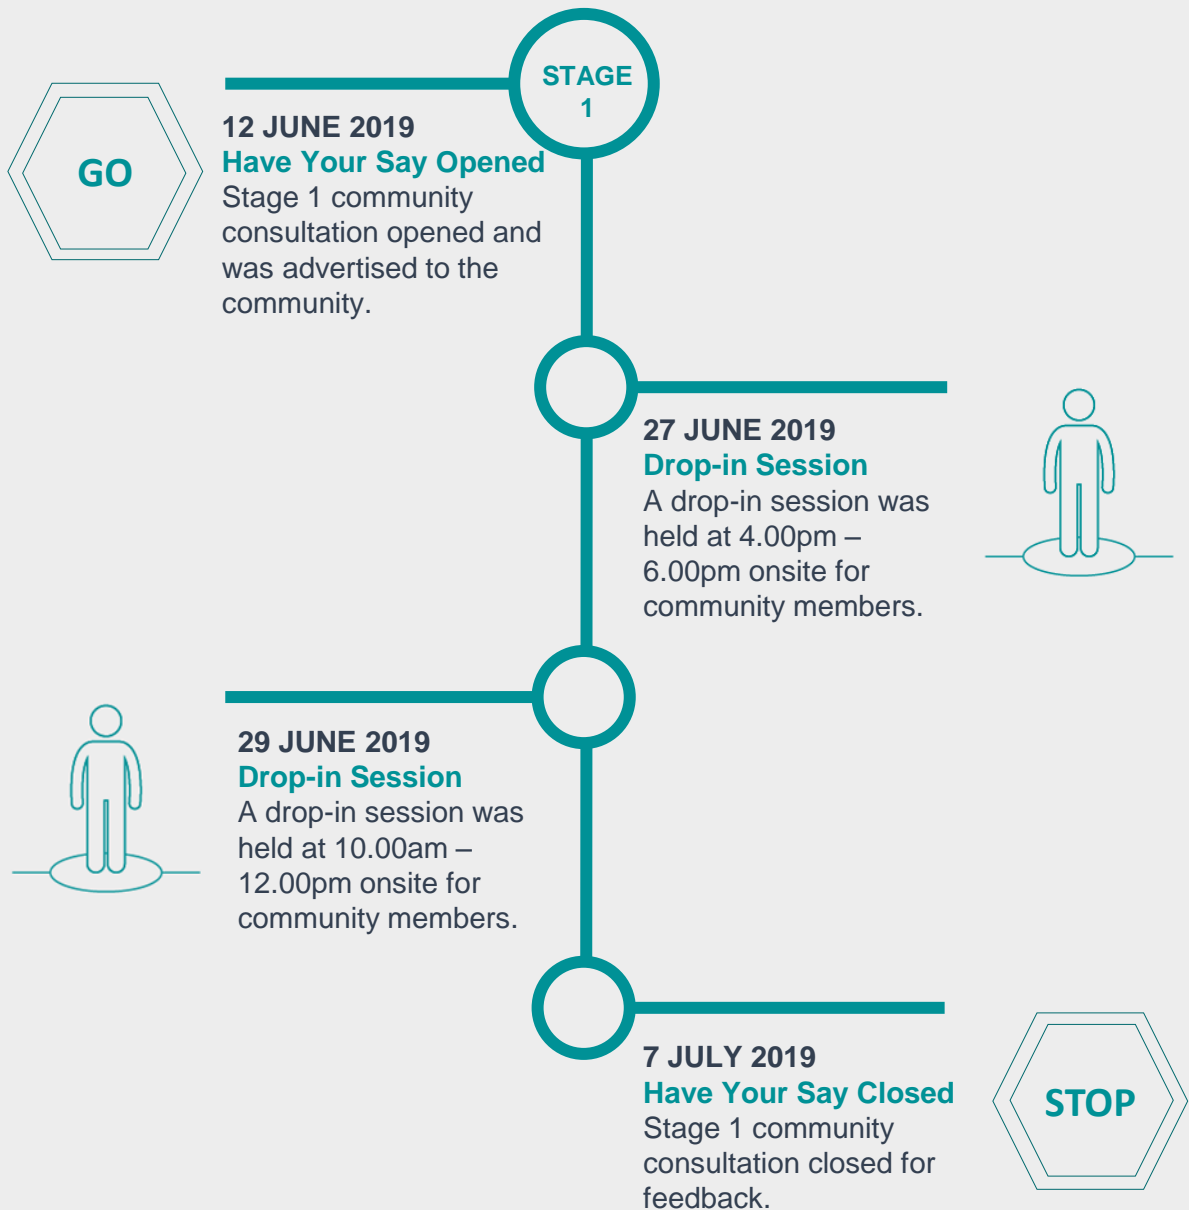 STAGE
1
GO
12 JUNE 2019
Have Your Say Opened
Stage 1 community
consultation opened and
was advertised to the
community.
27 JUNE 2019
Drop-in Session
A drop-in session was
held at 4.00pm –
6.00pm onsite for
community members.
29 JUNE 2019
Drop-in Session
A drop-in session was
held at 10.00am –
12.00pm onsite for
community members.
7 JULY 2019
Have Your Say Closed
Stage 1 community
consultation closed for
feedback.
STOP